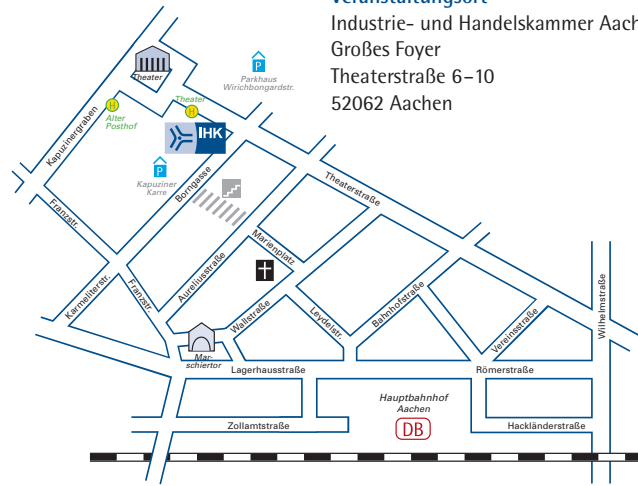 Veranstaltungsort
Industrie- und Handelskammer Aach
Großes Foyer
Theaterstraße 6–10
52062 Aachen
Theater
P
Parkhaus
Wirichbongardstr.
H
Alter
Posthof
Theater
H
IHK
P
Kapuziner
Karre
Kapuzinergraben
Borngasse
Theaterstraße
Franzstr.
Marienplatz
Aureliusstraße
Karmeliterstr.
Franzstr.
Wallstraße
Leydelstr.
Bahnhofstraße
Vereinsstraße
Wilhelmstraße
Mar-
schiertor
Lagerhausstraße
Römerstraße
Hauptbahnhof
Aachen
DB
Zollamtstraße
Hackländerstraße